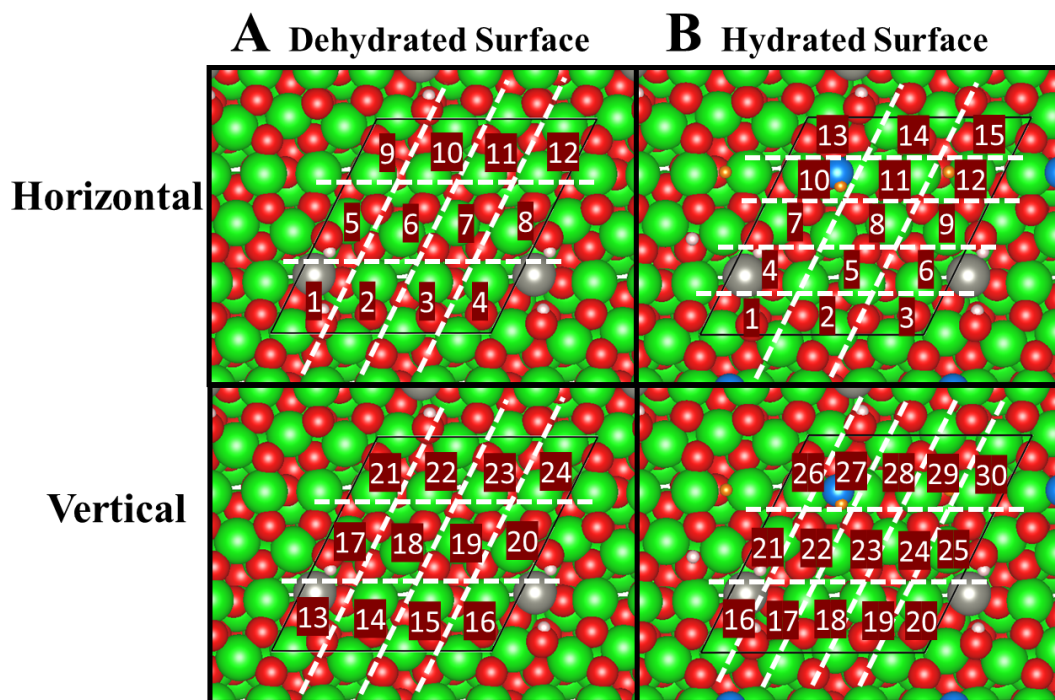 A Dehydrated Surface
B Hydrated Surface
Horizontal
9 10 11 12
5 6 7 8
1 2 3 4
13 14 15
10 11 12
7 8 9
4 5 6
1 2 3
Vertical
21 22 23 24
17 18 19 20
13 14 15 16
26 27 28 29 30
21 22 23 24 25
16 17 18 19 20